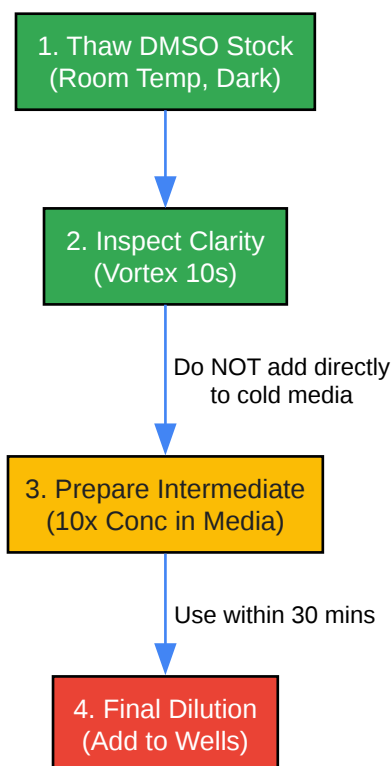 1. Thaw DMSO Stock
(Room Temp, Dark)
2. Inspect Clarity
(Vortex 10s)
Do NOT add directly
to cold media
3. Prepare Intermediate
(10x Conc in Media)
Use within 30 mins
4. Final Dilution
(Add to Wells)